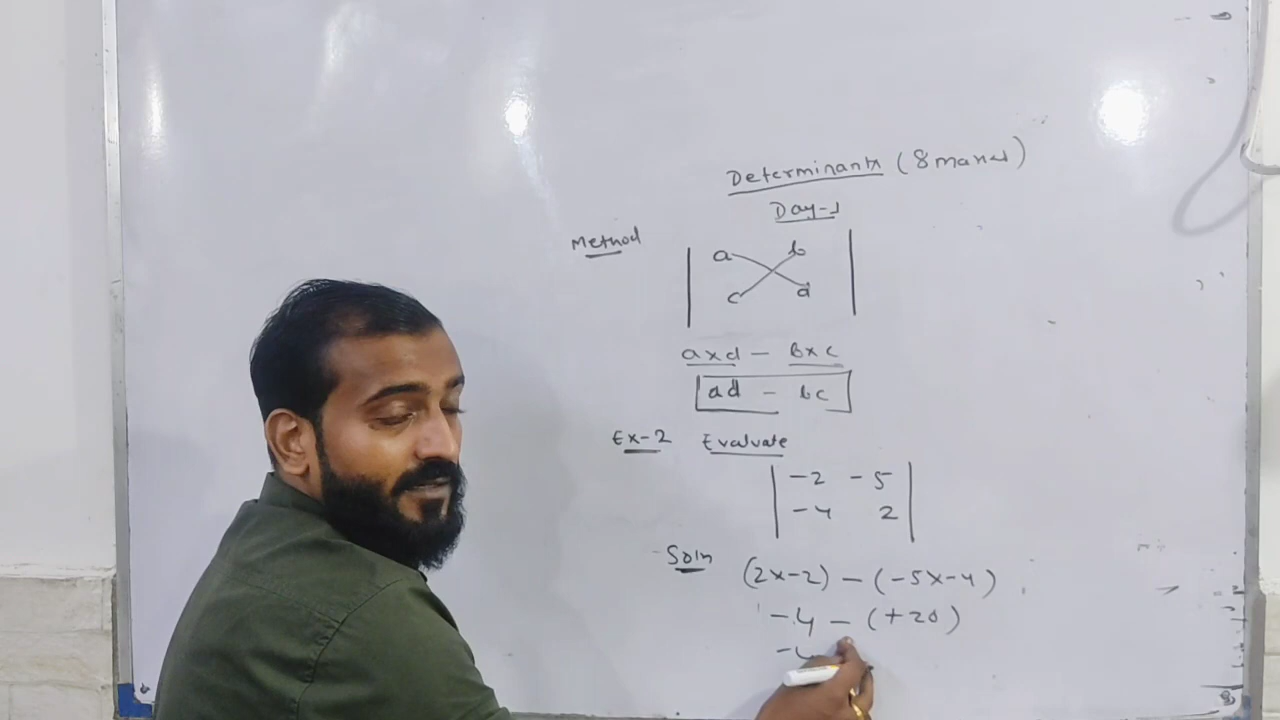 Determinants (8 marks)
Day-1
Method
a b
c d
a×d - b×c
ad - bc
Ex-2 Evaluate
-2 -5
-4 2
Soln (2×-2) - (-5×-4)
-4 - (+20)
-4